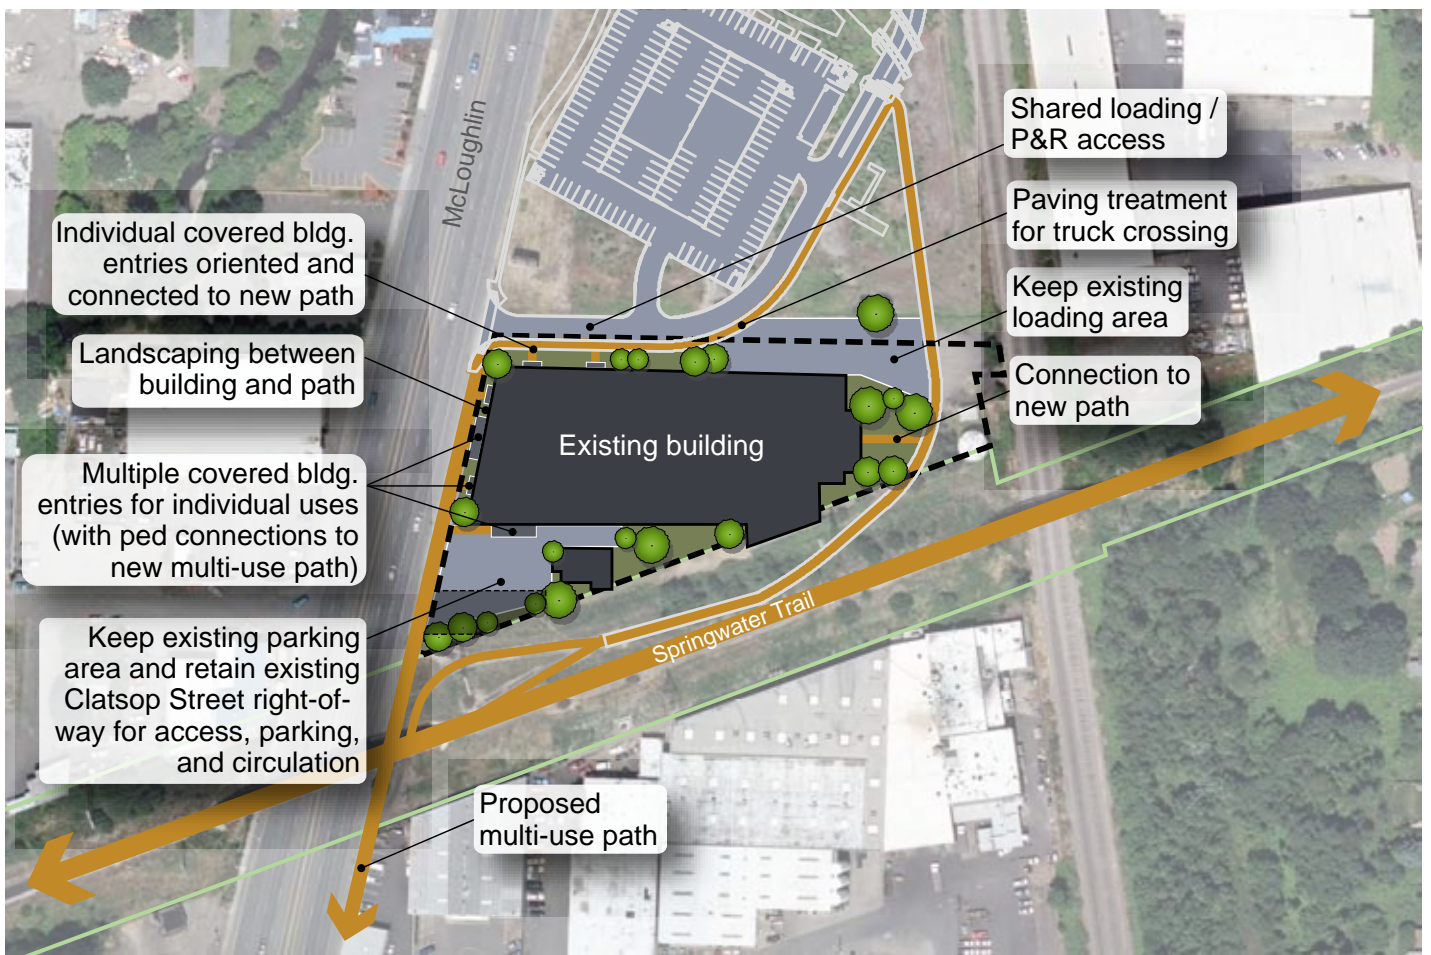 McLoughlin
Shared loading /
P&R access
Paving treatment
for truck crossing
Individual covered bldg.
entries oriented and
connected to new path
Keep existing
loading area
Landscaping between
building and path
Connection to
new path
Existing building
Multiple covered bldg.
entries for individual uses
(with ped connections to
new multi-use path)
Springwater Trail
Keep existing parking
area and retain existing
Clatsop Street right-of-
way for access, parking,
and circulation
Proposed
multi-use path